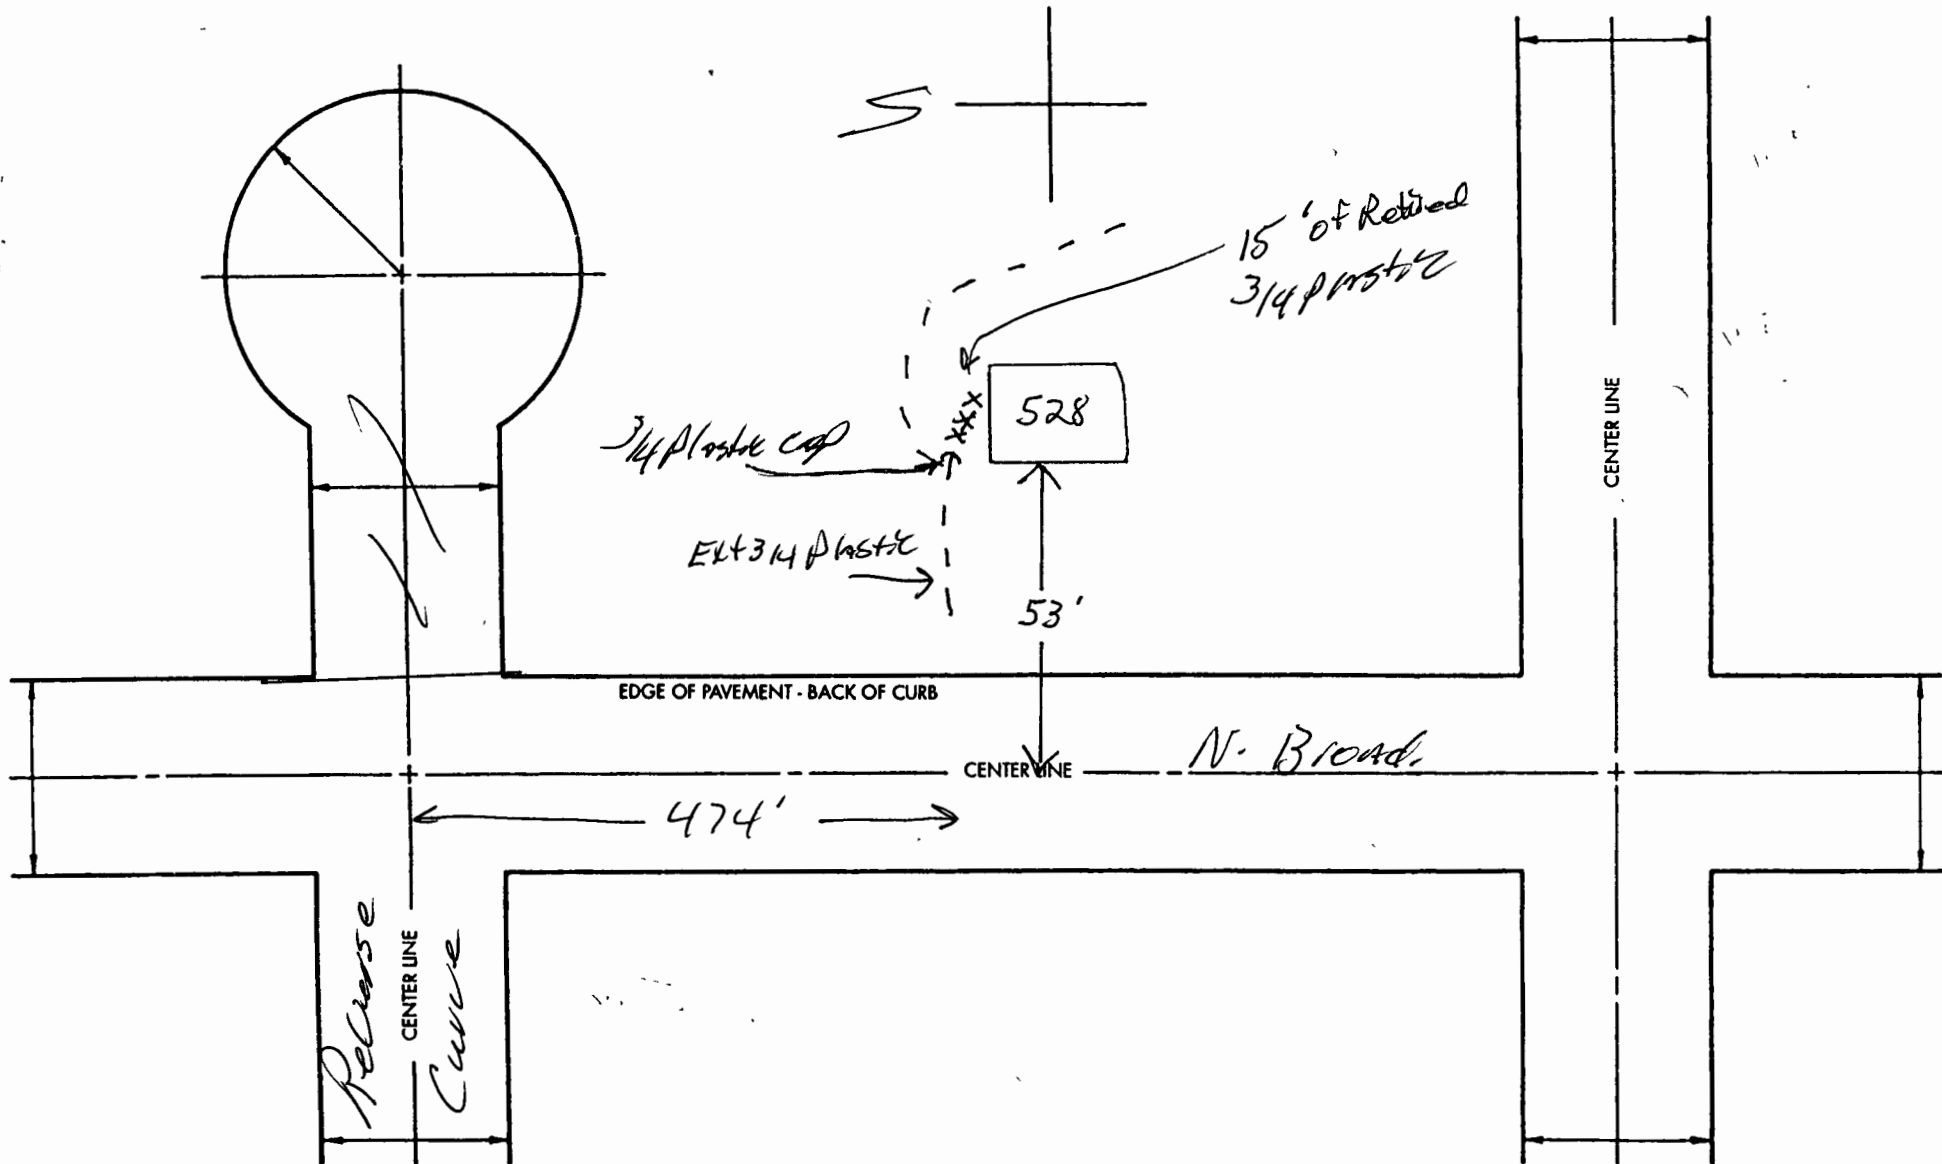 S
15' of Retired
3/4 plastic
528
3/4 Plastic cap
Ext 3/4 Plastic
53'
CENTER LINE
EDGE OF PAVEMENT - BACK OF CURB
N. Broad.
CENTER LINE
474'
CENTER LINE
Curve